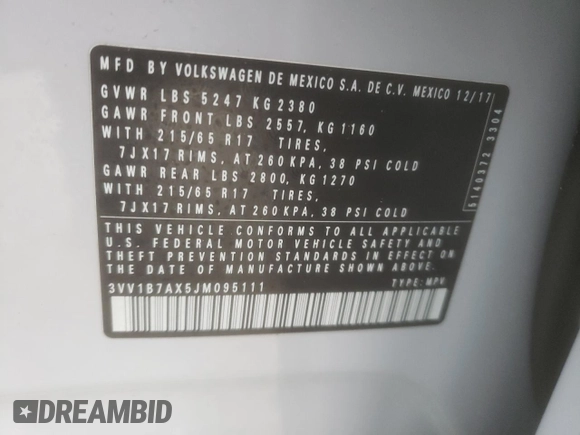 MFD BY VOLKSWAGEN DE MEXICO S.A. DE C.V. MEXICO 12/17
GVWR LBS 5247 KG 2380
GAWR FRONT LBS 2557, KG 1160
WITH 215/65 R17 TIRES,
7JX17 RIMS, AT 260 KPA, 38 PSI COLD
GAWR REAR LBS 2800, KG 1270
WITH 215/65 R17 TIRES,
7JX17 RIMS, AT 260 KPA, 38 PSI COLD
5140372 3304
THIS VEHICLE CONFORMS TO ALL APPLICABLE
U.S. FEDERAL MOTOR VEHICLE SAFETY AND
THEFT PREVENTION STANDARDS IN EFFECT ON
THE DATE OF MANUFACTURE SHOWN ABOVE
3VV1B7AX5JM095111
TYPE: MPV
DREAMBID